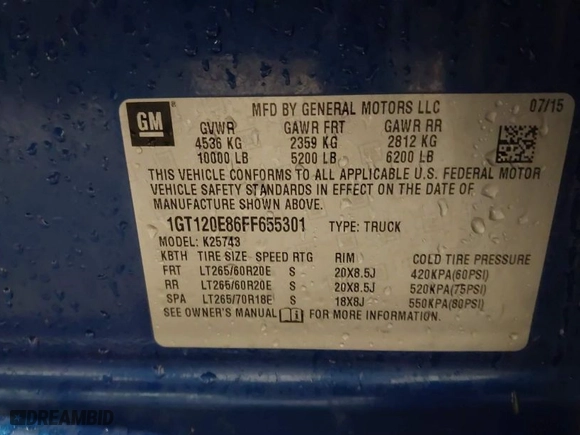 GM
MFD BY GENERAL MOTORS LLC 07/15
GVWR GAWR FRT GAWR RR
4536 KG 2359 KG 2812 KG
10000 LB 5200 LB 6200 LB
THIS VEHICLE CONFORMS TO ALL APPLICABLE U.S. FEDERAL MOTOR
VEHICLE SAFETY STANDARDS IN EFFECT ON THE DATE OF
MANUFACTURE SHOWN ABOVE.
1GT120E86FF655301 TYPE: TRUCK
MODEL: K25743
KBTH TIRE SIZE SPEED RTG RIM COLD TIRE PRESSURE
FRT LT265/60R20E S 20X8.5J 420KPA(60PSI)
RR LT265/60R20E S 20X8.5J 520KPA(75PSI)
SPA LT265/70R18E S 18X8J 550KPA(80PSI)
SEE OWNER'S MANUAL FOR MORE INFORMATION.
DREAMBID